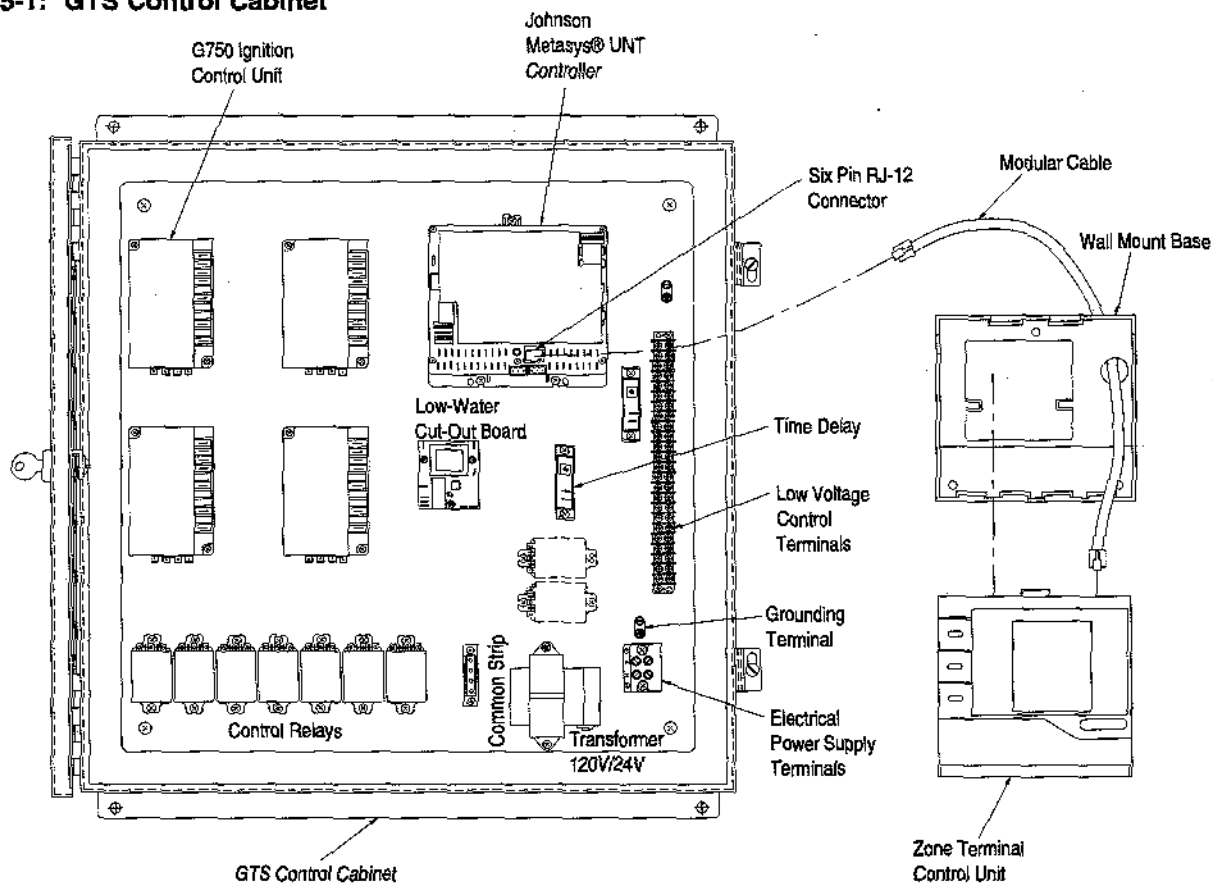 5-1: GTS Control Cabinet
G750 Ignition
Control Unit
Johnson
Metasys® UNT
Controller
Six Pin RJ-12
Connector
Modular Cable
Wall Mount Base
Low-Water
Cut-Out Board
Time Delay
Low Voltage
Control
Terminals
Grounding
Terminal
Common Strip
Control Relays
Transformer
120V/24V
Electrical
Power Supply
Terminals
GTS Control Cabinet
Zone Terminal
Control Unit